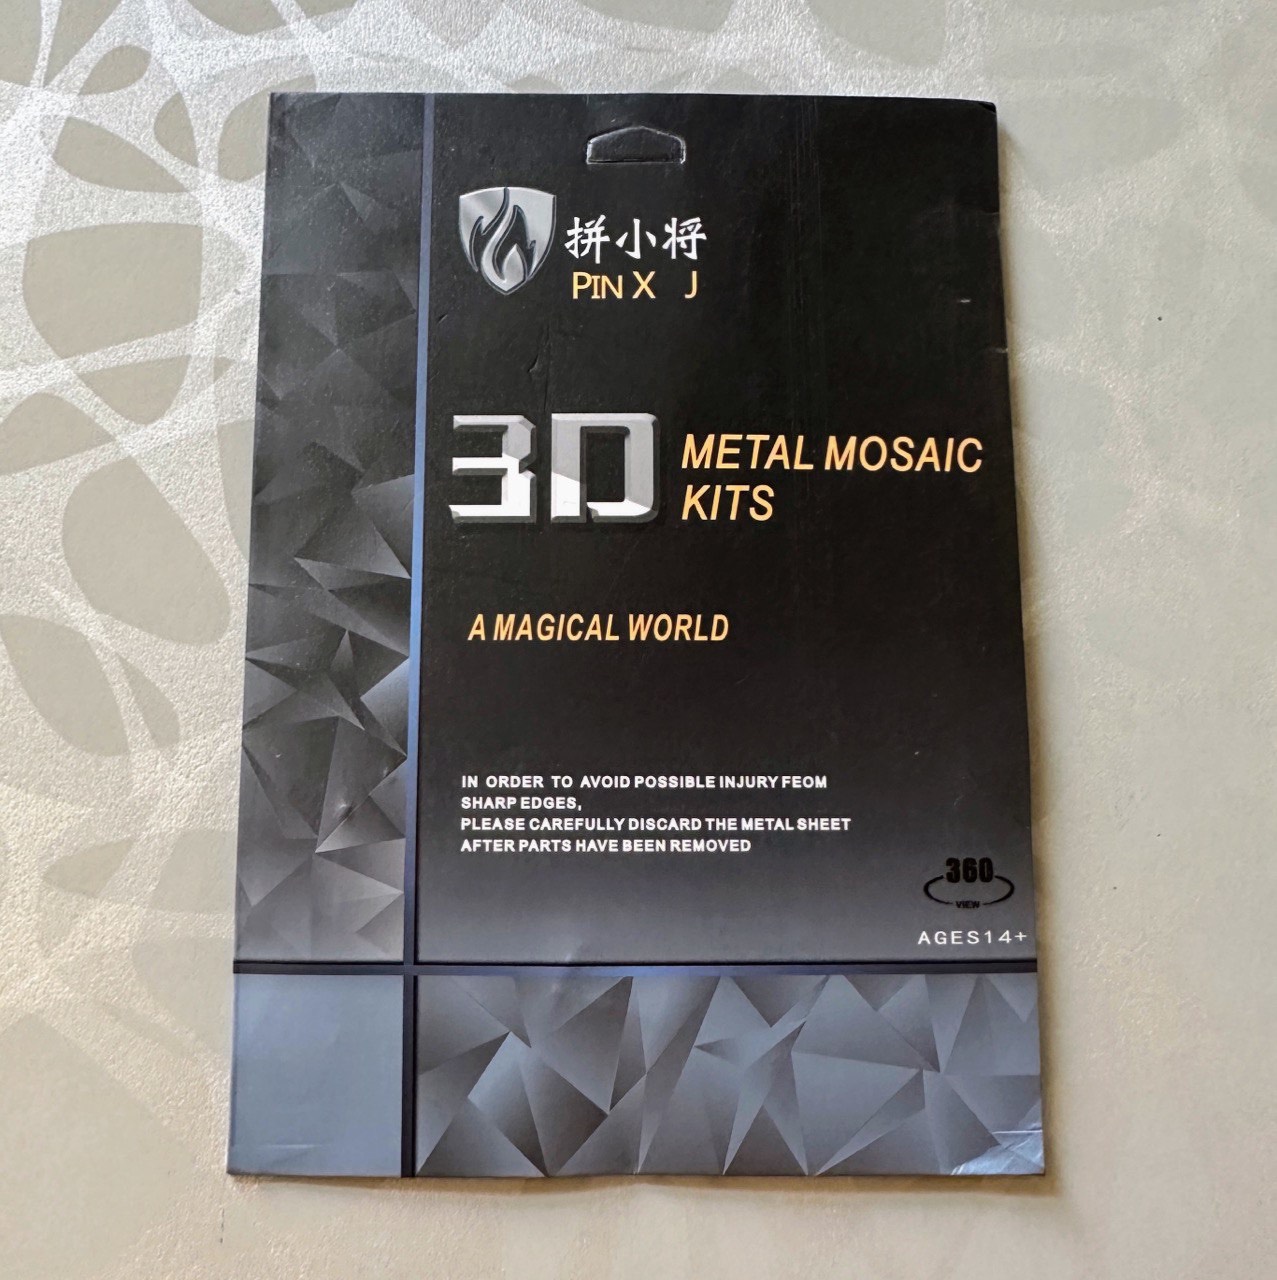 拼小将
PIN X J
3D METAL MOSAIC
KITS
A MAGICAL WORLD
IN ORDER TO AVOID POSSIBLE INJURY FEOM
SHARP EDGES,
PLEASE CAREFULLY DISCARD THE METAL SHEET
AFTER PARTS HAVE BEEN REMOVED
360
VIEW
AGES14+